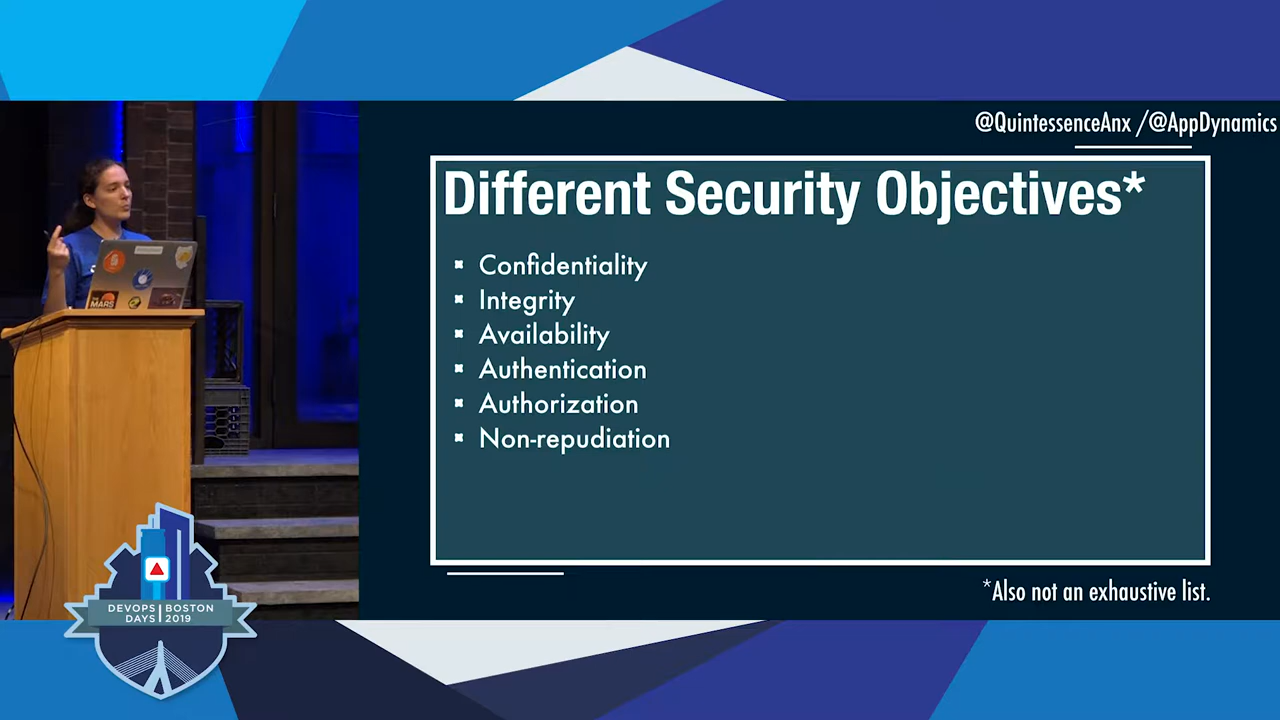 @QuintessenceAnx /@AppDynamics
Different Security Objectives*
Confidentiality
Integrity
Availability
Authentication
Authorization
Non-repudiation
*Also not an exhaustive list.
THE
MARS
DEVOPS BOSTON
DAYS 2019